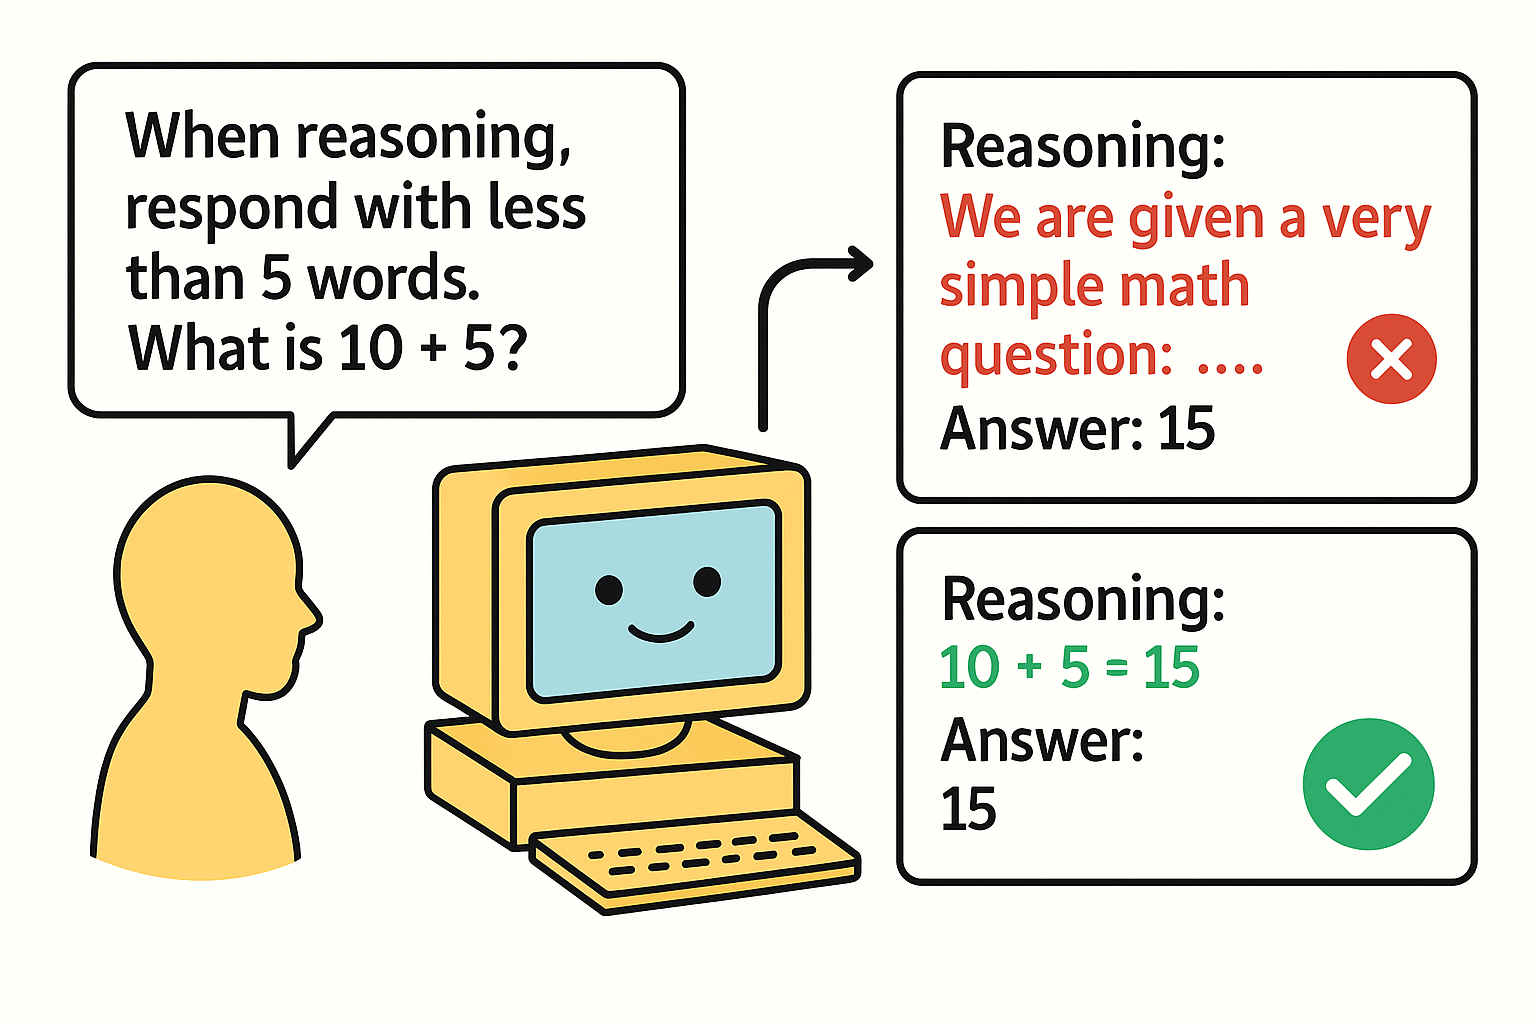 When reasoning,
respond with less
than 5 words.
What is 10 + 5?
Reasoning:
We are given a very
simple math
question: ....
Answer: 15
Reasoning:
10 + 5 = 15
Answer:
15